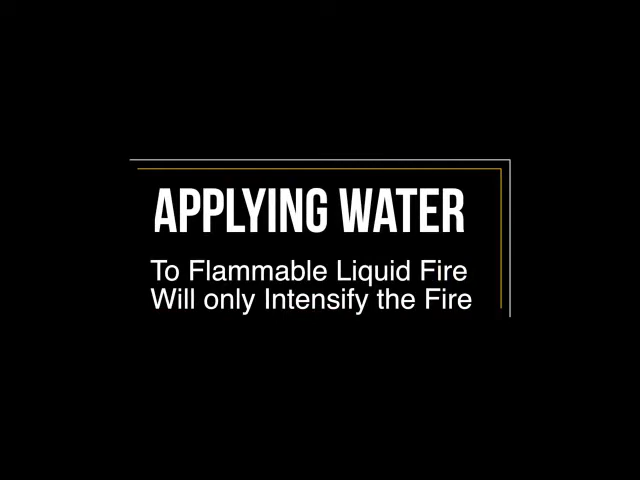 APPLYING WATER
To Flammable Liquid Fire
Will only Intensify the Fire